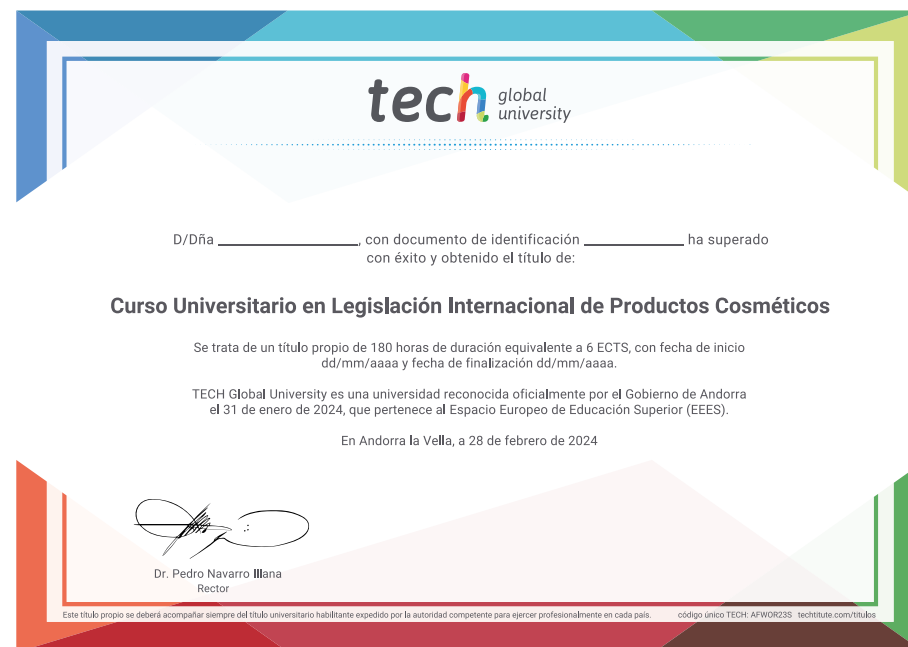 tech global university
D/Dña ____________________, con documento de identificación ______________ ha superado
con éxito y obtenido el título de:
Curso Universitario en Legislación Internacional de Productos Cosméticos
Se trata de un título propio de 180 horas de duración equivalente a 6 ECTS, con fecha de inicio
dd/mm/aaaa y fecha de finalización dd/mm/aaaa.
TECH Global University es una universidad reconocida oficialmente por el Gobierno de Andorra
el 31 de enero de 2024, que pertenece al Espacio Europeo de Educación Superior (EEES).
En Andorra la Vella, a 28 de febrero de 2024
Dr. Pedro Navarro Illana
Rector
Este título propio se deberá acompañar siempre del título universitario habilitante expedido por la autoridad competente para ejercer profesionalmente en cada país. código único TECH: AFWOR23S techtitute.com/titulos